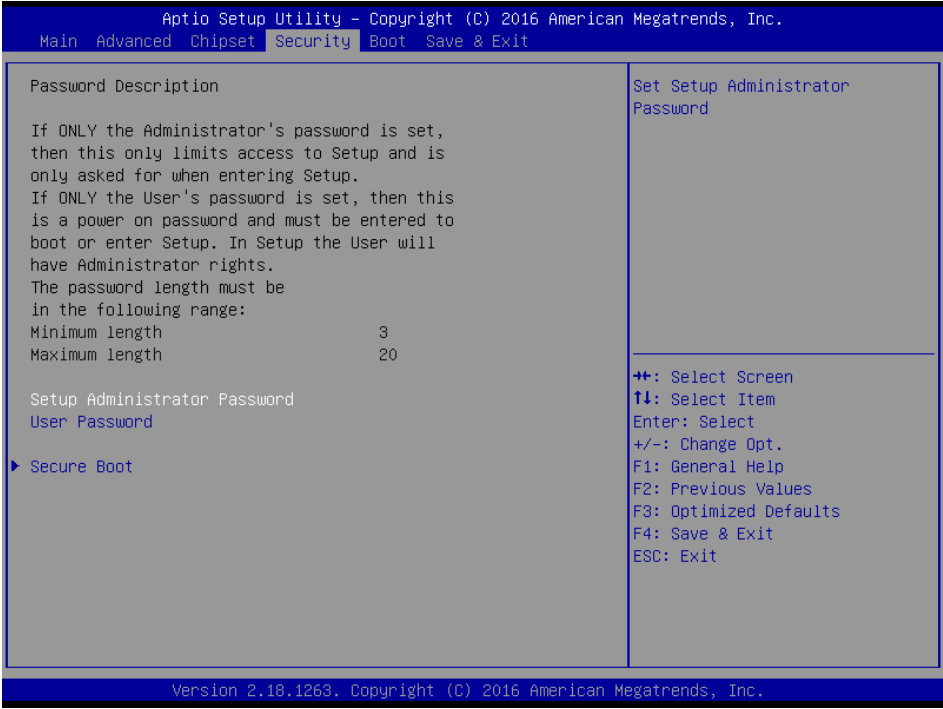 Aptio Setup Utility – Copyright (C) 2016 American Megatrends, Inc.
Main Advanced Chipset Security Boot Save & Exit
Password Description
If ONLY the Administrator's password is set,
then this only limits access to Setup and is
only asked for when entering Setup.
If ONLY the User's password is set, then this
is a power on password and must be entered to
boot or enter Setup. In Setup the User will
have Administrator rights.
The password length must be
in the following range:
Minimum length 3
Maximum length 20
Setup Administrator Password
User Password
Secure Boot
Set Setup Administrator
Password
→←: Select Screen
↑↓: Select Item
Enter: Select
+/-: Change Opt.
F1: General Help
F2: Previous Values
F3: Optimized Defaults
F4: Save & Exit
ESC: Exit
Version 2.18.1263. Copyright (C) 2016 American Megatrends, Inc.